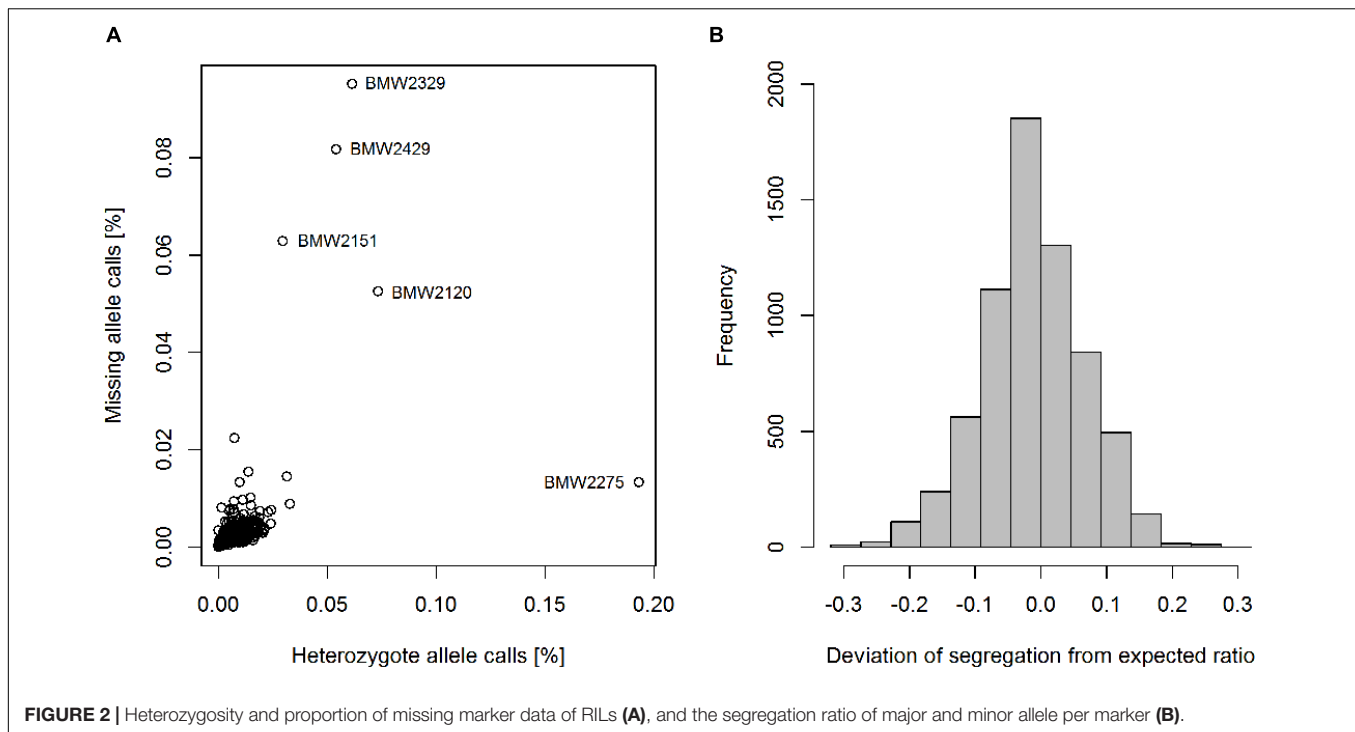 A
BMW2329
BMW2429
BMW2151
BMW2120
BMW2275
0.00 0.02 0.04 0.06 0.08
Missing allele calls [%]
0.00 0.05 0.10 0.15 0.20
Heterozygote allele calls [%]
B
0 500 1000 1500 2000
Frequency
-0.3 -0.2 -0.1 0.0 0.1 0.2 0.3
Deviation of segregation from expected ratio
FIGURE 2 | Heterozygosity and proportion of missing marker data of RILs (A), and the segregation ratio of major and minor allele per marker (B).